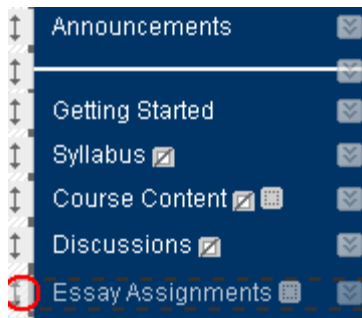 Announcements
Getting Started
Syllabus
Course Content
Discussions
Essay Assignments